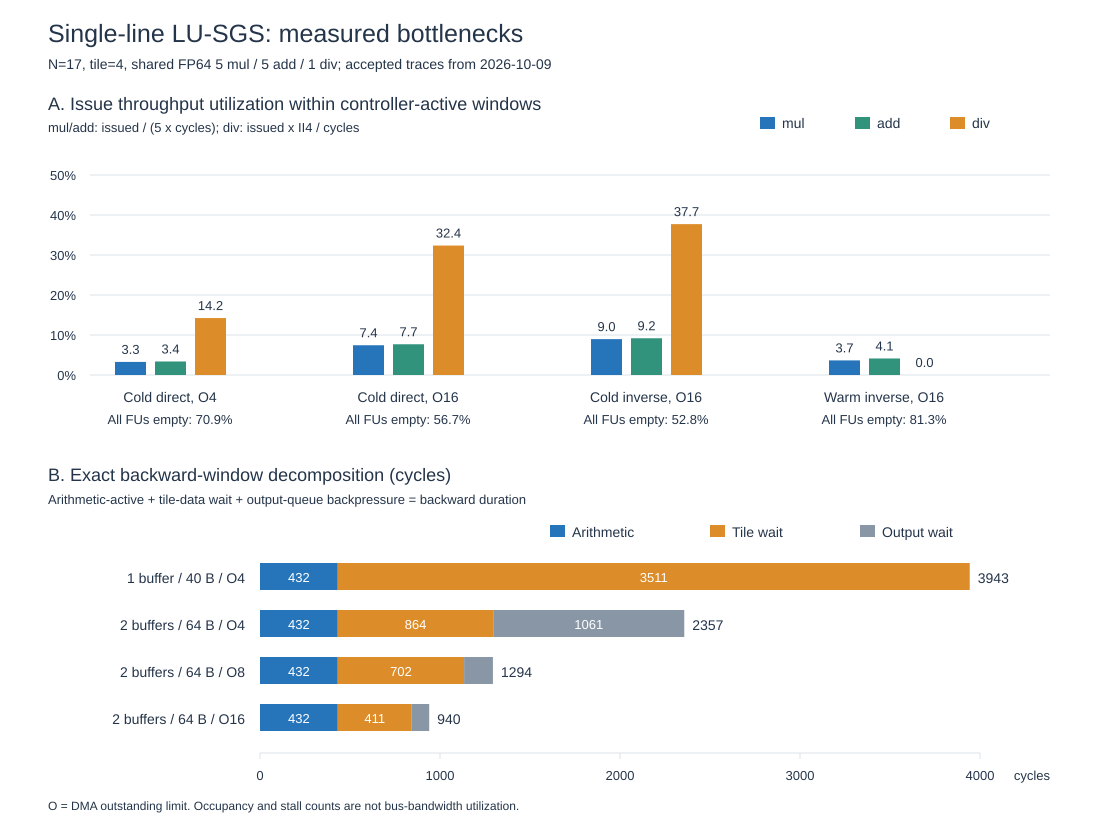 Single-line LU-SGS: measured bottlenecks
N=17, tile=4, shared FP64 5 mul / 5 add / 1 div; accepted traces from 2026-10-09
A. Issue throughput utilization within controller-active windows
mul/add: issued / (5 x cycles); div: issued x II4 / cycles
mul add div
50%
40%
30%
20%
10%
0%
3.3 3.4 14.2
7.4 7.7 32.4
9.0 9.2 37.7
3.7 4.1 0.0
Cold direct, O4 Cold direct, O16 Cold inverse, O16 Warm inverse, O16
All FUs empty: 70.9% All FUs empty: 56.7% All FUs empty: 52.8% All FUs empty: 81.3%
B. Exact backward-window decomposition (cycles)
Arithmetic-active + tile-data wait + output-queue backpressure = backward duration
Arithmetic Tile wait Output wait
1 buffer / 40 B / O4 432 3511 3943
2 buffers / 64 B / O4 432 864 1061 2357
2 buffers / 64 B / O8 432 702 1294
2 buffers / 64 B / O16 432 411 940
0 1000 2000 3000 4000 cycles
O = DMA outstanding limit. Occupancy and stall counts are not bus-bandwidth utilization.